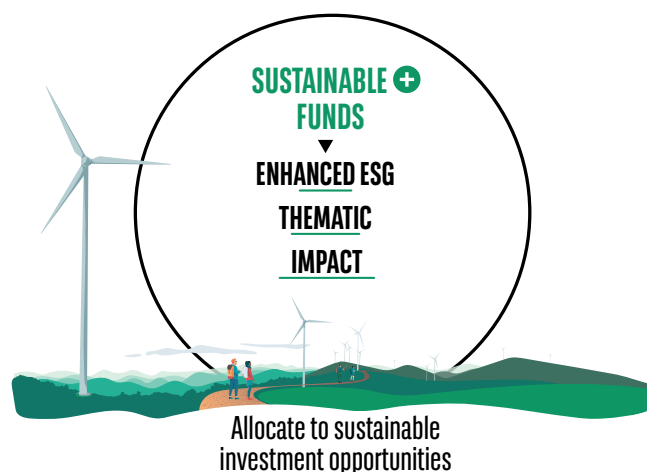 SUSTAINABLE +
FUNDS
ENHANCED ESG
THEMATIC
IMPACT
Allocate to sustainable
investment opportunities